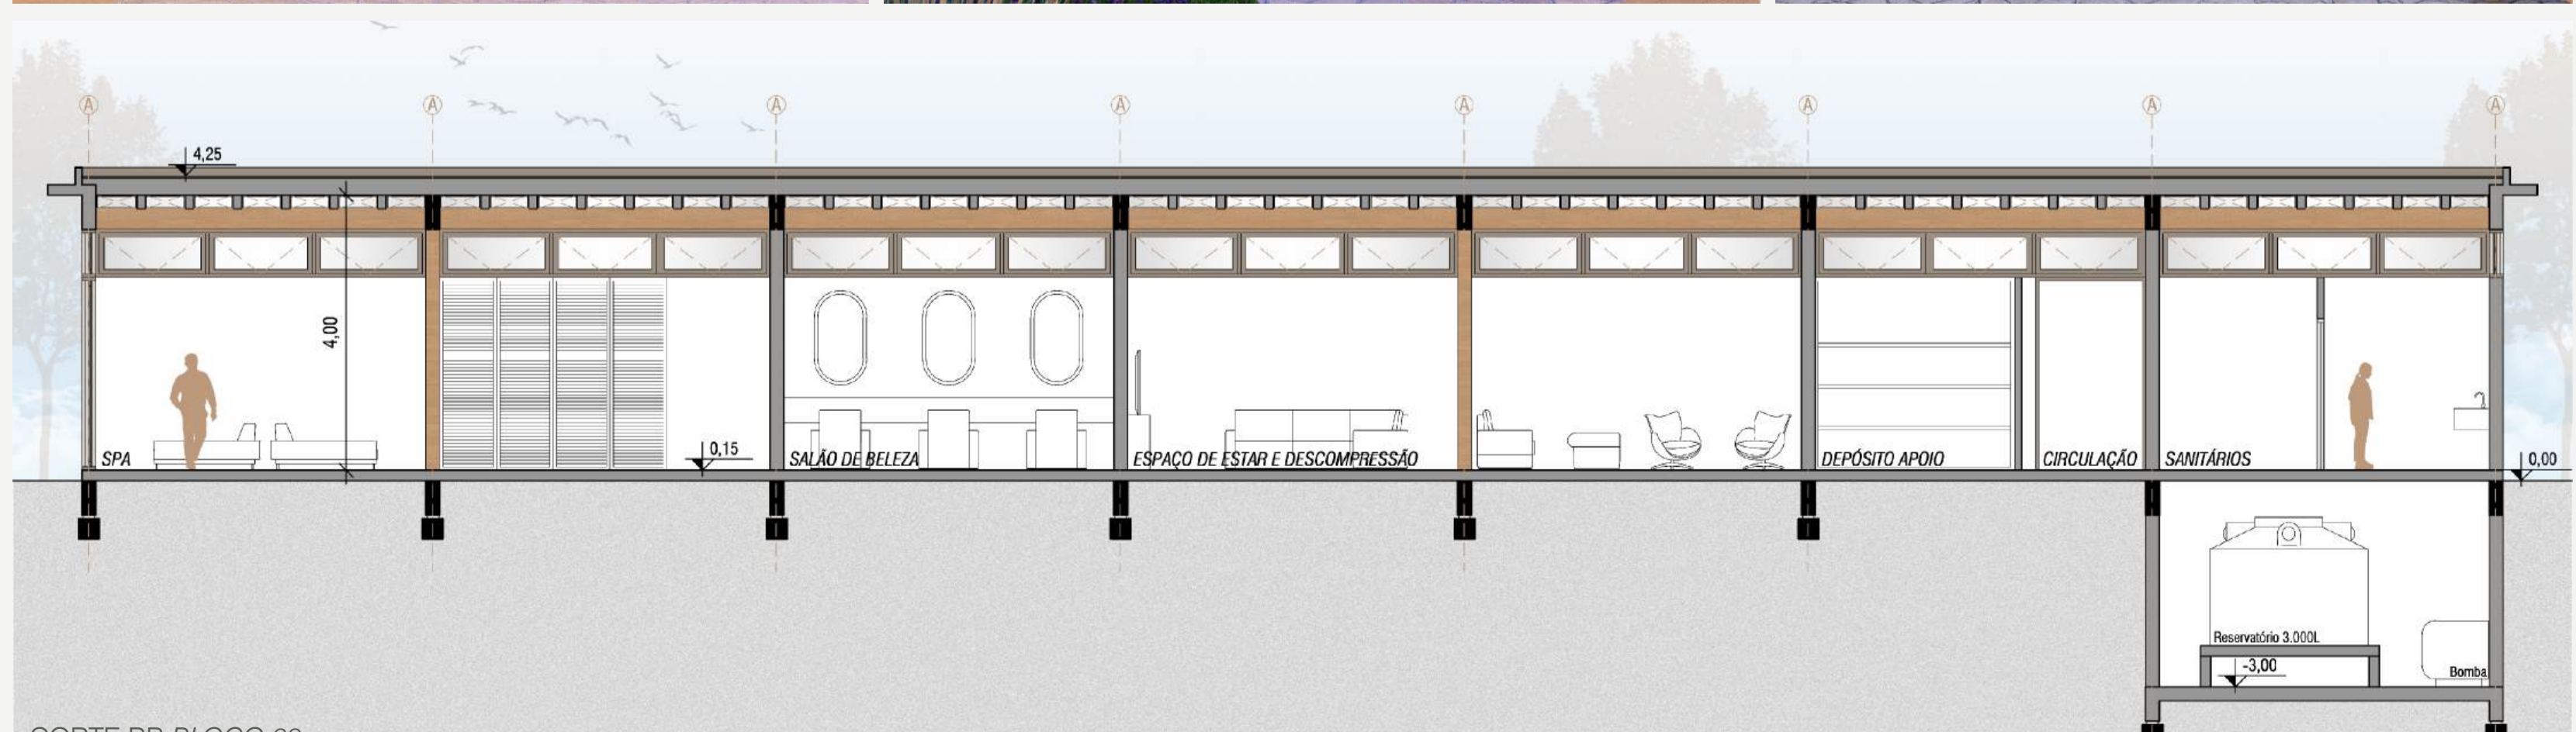 A A A A A A A A
4,25
4,00
0,15
SPA
SALÃO DE BELEZA
ESPAÇO DE ESTAR E DESCOMPRESSÃO
DEPÓSITO APOIO
CIRCULAÇÃO
SANITÁRIOS
0,00
Reservatório 3.000L
-3,00
Bomba